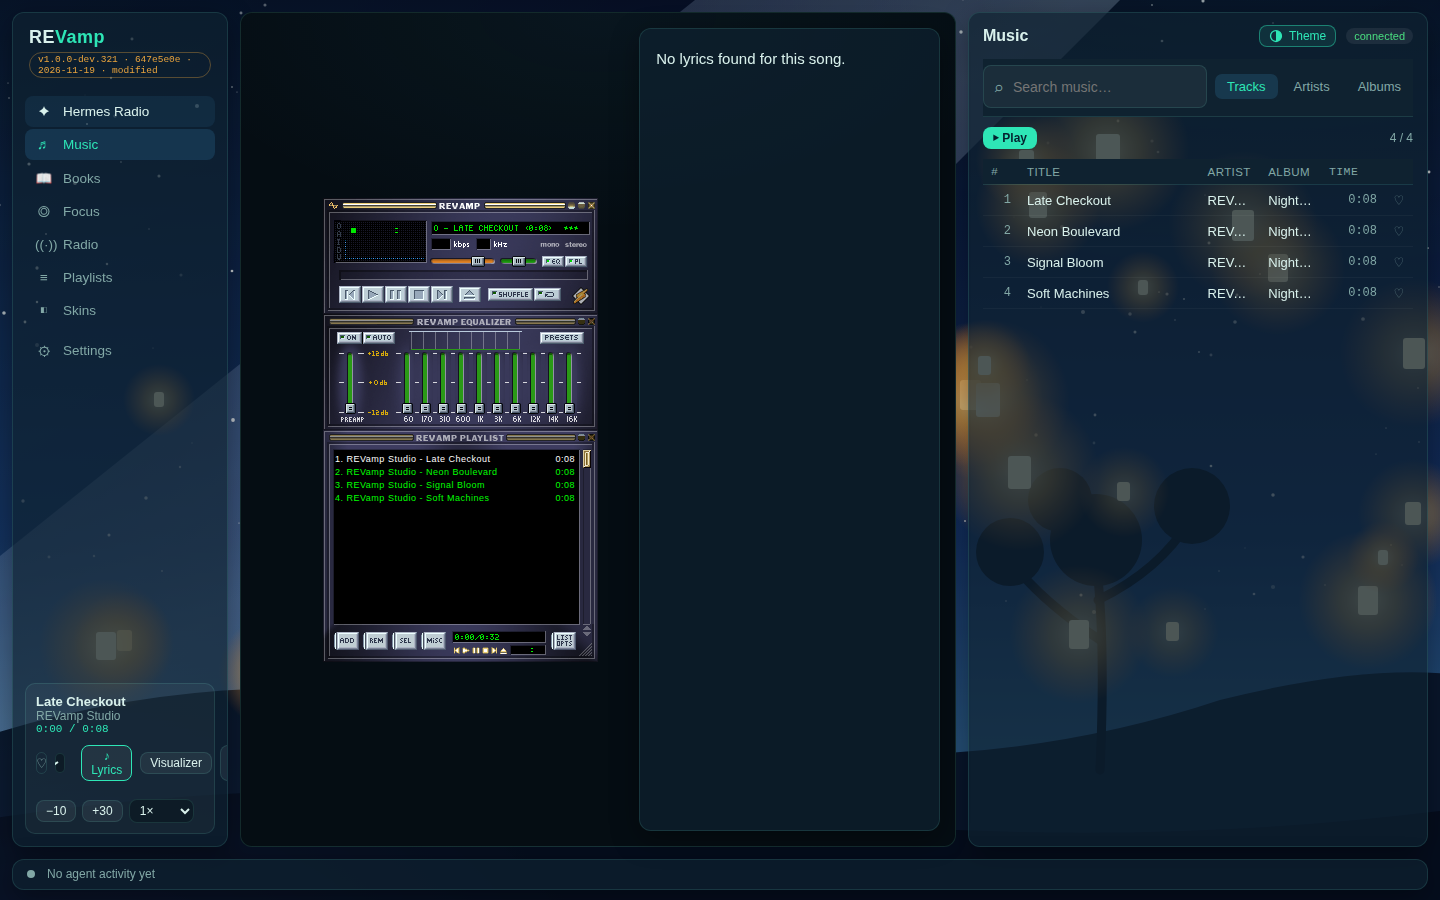 REVamp
v1.0.0-dev.321 · 647e5e0e ·
2026-11-19 · modified
Hermes Radio
Music
Books
Focus
Radio
Playlists
Skins
Settings
Late Checkout
REVamp Studio
0:00 / 0:08
♪ Lyrics
Visualizer
−10
+30
1×
REVAMP
O - LATE CHECKOUT (0:08) ***
kbps
kHz
mono stereo
EQ
PL
SHUFFLE
REVAMP EQUALIZER
ON
AUTO
PRESETS
+12db
+0db
-12db
PREAMP
60 170 310 600 1K 3K 6K 12K 14K 16K
REVAMP PLAYLIST
1. REVamp Studio - Late Checkout 0:08
2. REVamp Studio - Neon Boulevard 0:08
3. REVamp Studio - Signal Bloom 0:08
4. REVamp Studio - Soft Machines 0:08
ADD
REM
SEL
MISC
0:00/0:32
LIST
OPTS
No lyrics found for this song.
Music
Theme
connected
Search music…
Tracks
Artists
Albums
Play
4 / 4
# TITLE ARTIST ALBUM TIME
1 Late Checkout REV… Night… 0:08
2 Neon Boulevard REV… Night… 0:08
3 Signal Bloom REV… Night… 0:08
4 Soft Machines REV… Night… 0:08
No agent activity yet